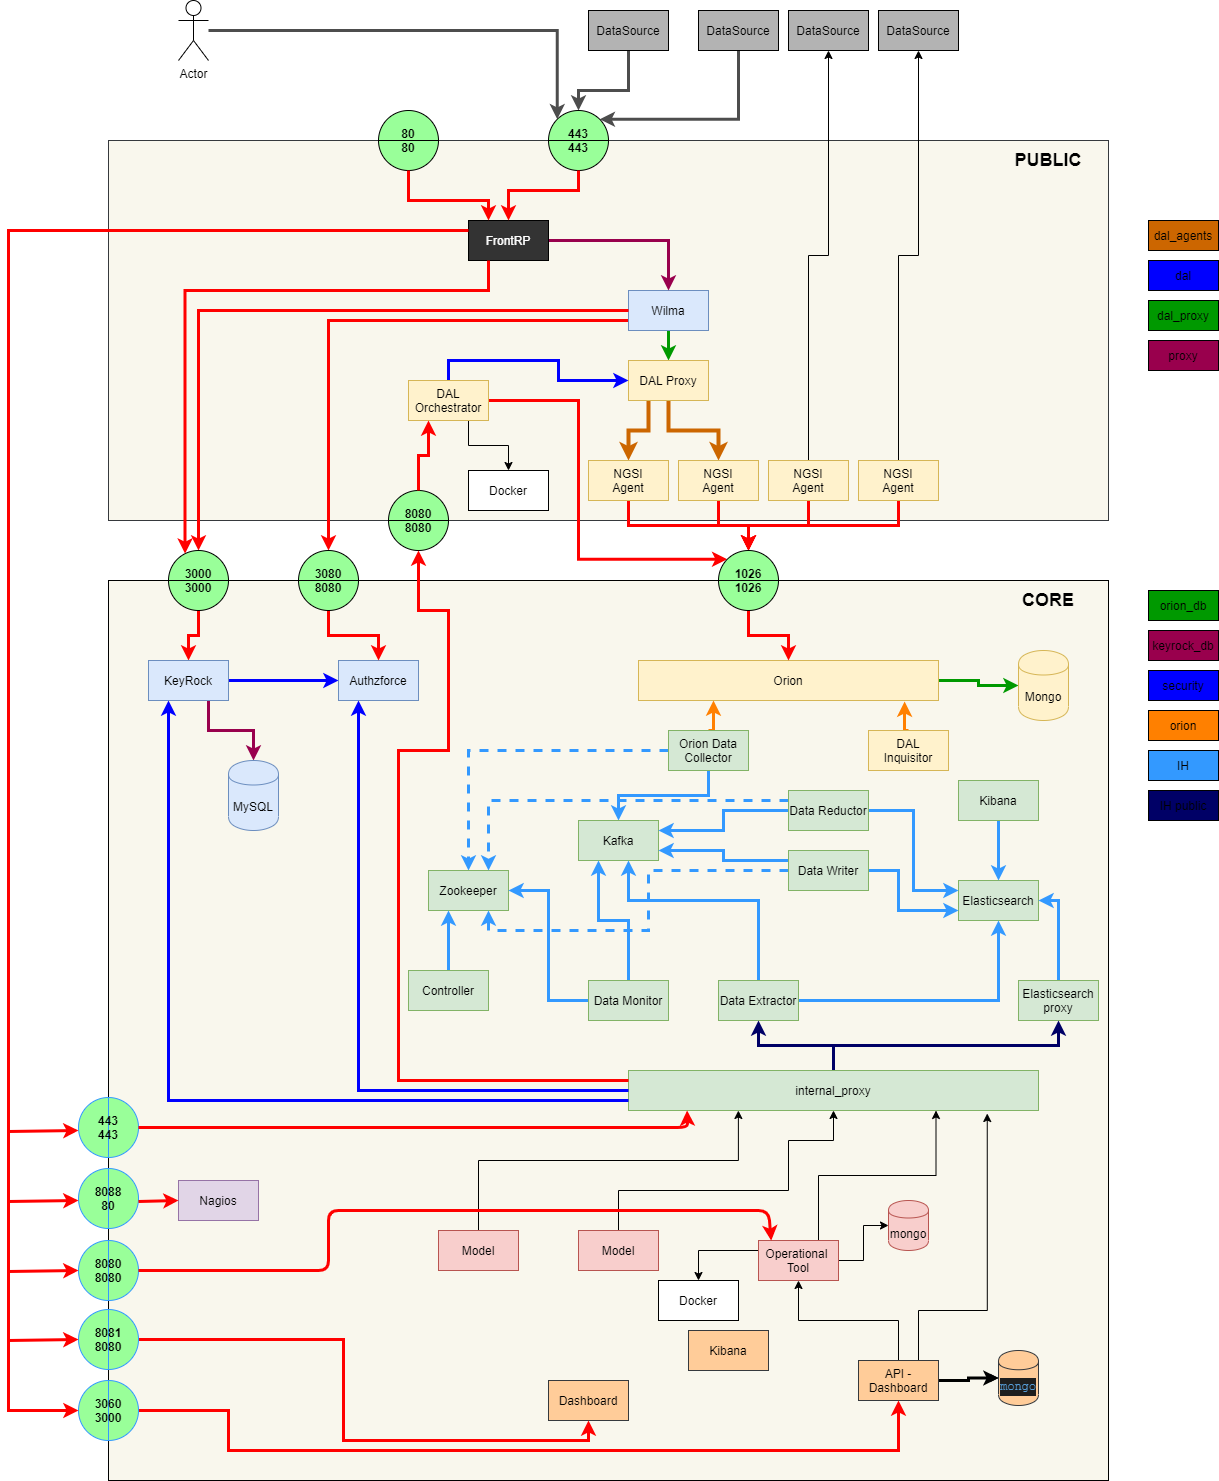 Actor
DataSource
DataSource
DataSource
DataSource
80
80
443
443
PUBLIC
FrontRP
dal_agents
dal
dal_proxy
proxy
Wilma
DAL Proxy
DAL
Orchestrator
Docker
NGSI
Agent
NGSI
Agent
NGSI
Agent
NGSI
Agent
8080
8080
3000
3000
3080
8080
1026
1026
CORE
orion_db
keyrock_db
security
orion
IH
KeyRock
Authzforce
Orion
Mongo
MySQL
Orion Data
Collector
DAL
Inquisitor
Kafka
Data Reductor
Kibana
Data Writer
Zookeeper
Elasticsearch
Controller
Data Monitor
Data Extractor
Elasticsearch
proxy
internal_proxy
443
443
8088
80
Nagios
8080
8080
Model
Model
Operational
Tool
mongo
Docker
8081
8080
Kibana
3060
3000
Dashboard
API -
Dashboard
mongo